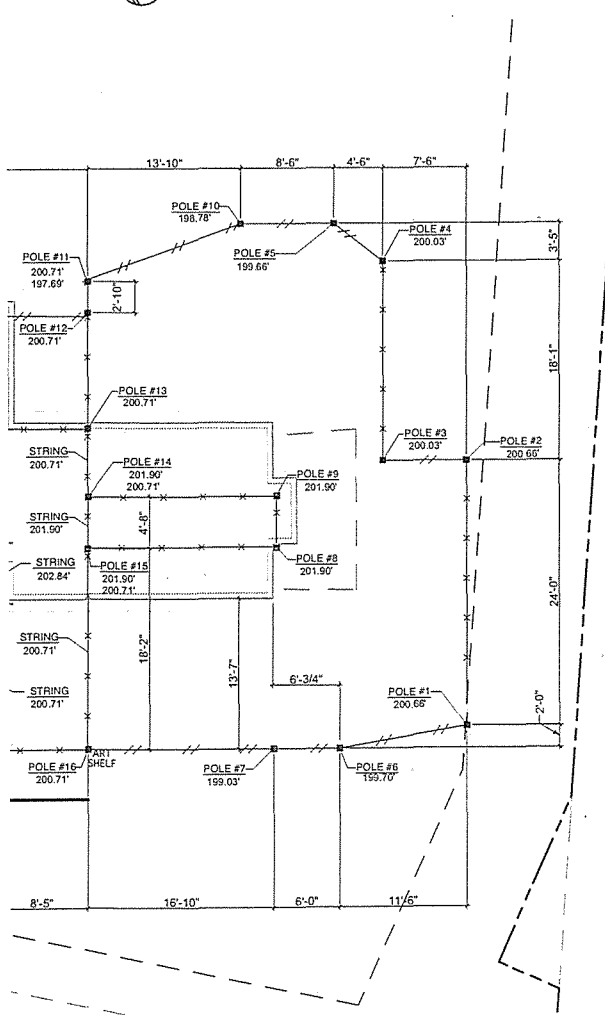 13'-10"
8'-6"
4'-6"
7'-6"
POLE #10
198.78'
POLE #4
200.03'
3'-5"
POLE #5
199.66'
POLE #11
200.71'
197.69'
2'-10"
POLE #12
200.71'
18'-1"
POLE #13
200.71'
POLE #3
200.03'
POLE #2
200.66'
STRING
200.71'
POLE #14
201.90'
200.71'
POLE #9
201.90'
STRING
201.90'
4'-8"
STRING
202.84'
POLE #15
201.90'
200.71'
POLE #8
201.90'
24'-0"
STRING
200.71'
18'-2"
13'-7"
6'-3/4"
STRING
200.71'
POLE #1
200.66'
2'-0"
ART
SHELF
POLE #16
200.71'
POLE #7
199.03'
POLE #6
199.70'
8'-5"
16'-10"
6'-0"
11'-6"